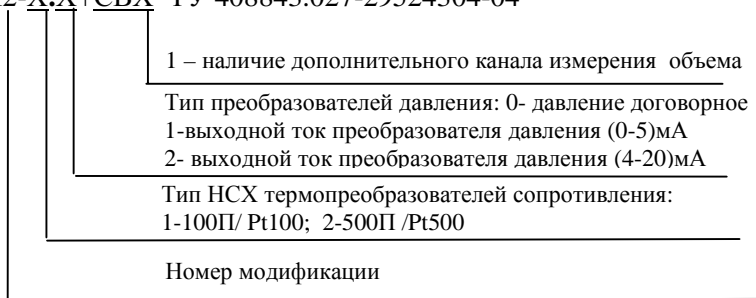 2-X.X+СВХ ТУ 408843.027-29524304-04
1 – наличие дополнительного канала измерения объема
Тип преобразователей давления: 0- давление договорное
1-выходной ток преобразователя давления (0-5)мА
2- выходной ток преобразователя давления (4-20)мА
Тип НСХ термопреобразователей сопротивления:
1-100П/ Pt100; 2-500П /Pt500
Номер модификации